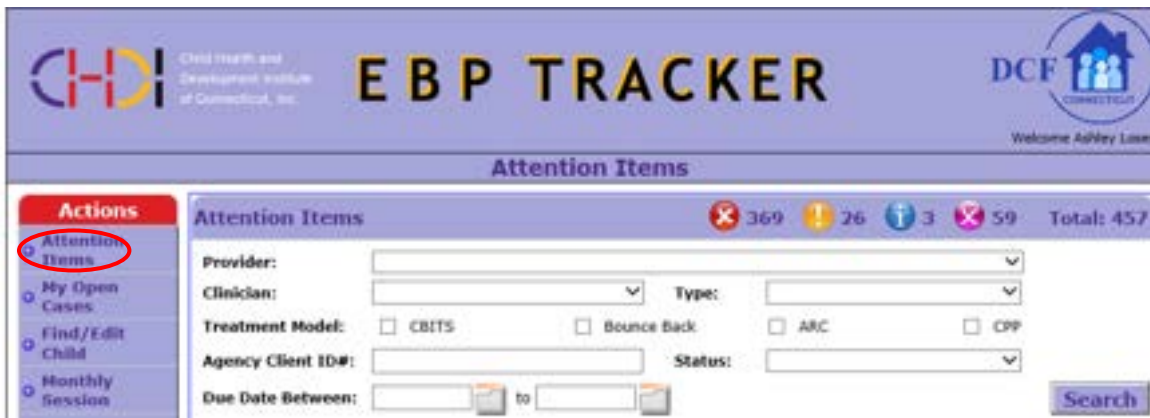 CHDI
Child Health and
Development Institute
of Connecticut, Inc.
EBP TRACKER
DCF
CONNECTICUT
Welcome Ashley
Attention Items
Actions
Attention
Items
My Open
Cases
Find/Edit
Child
Monthly
Session
Attention Items 369 26 3 59 Total: 457
Provider:
Clinician: Type:
Treatment Model: CBITS Bounce Back ARC CPP
Agency Client ID#: Status:
Due Date Between: to Search